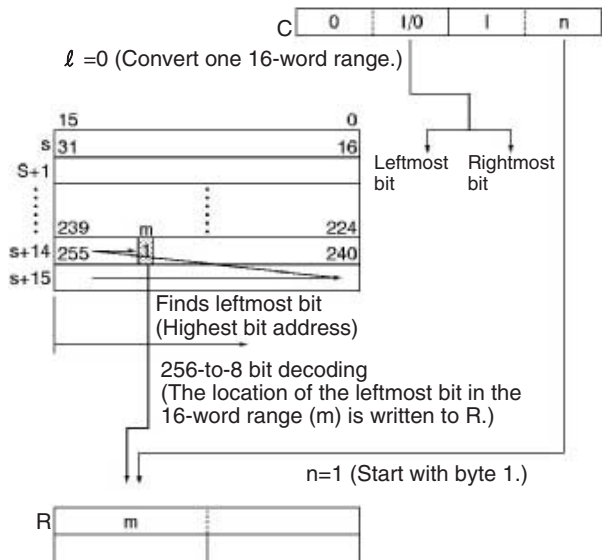 C 0 1/0 l n
ℓ =0 (Convert one 16-word range.)
15 0
s 31 16
S+1
Leftmost bit
Rightmost bit
239 m 224
s+14 255 1 240
s+15
Finds leftmost bit
(Highest bit address)
256-to-8 bit decoding
(The location of the leftmost bit in the
16-word range (m) is written to R.)
n=1 (Start with byte 1.)
R m